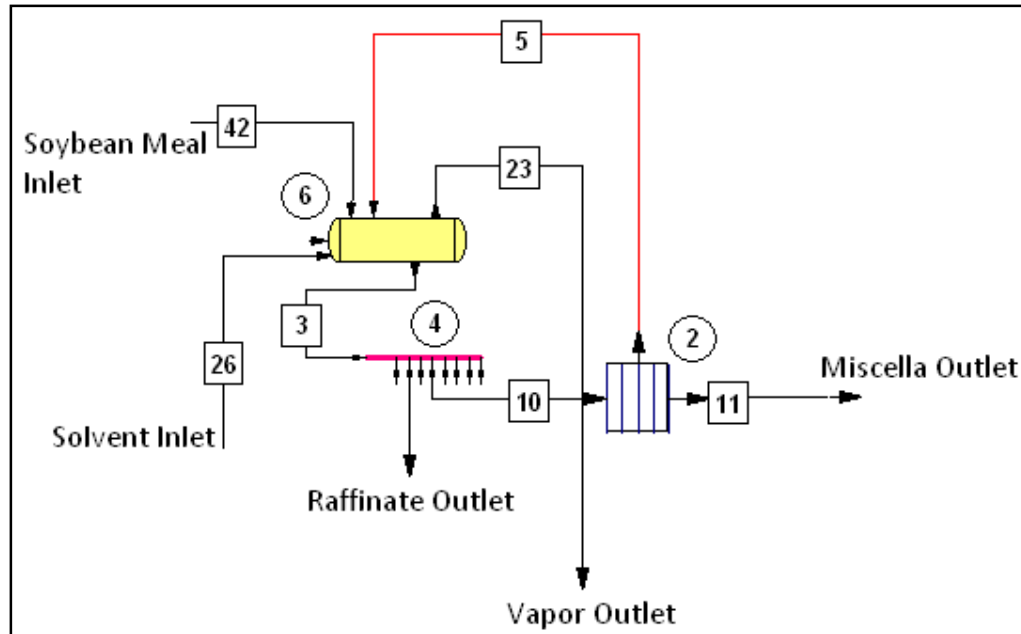 5
42
Soybean Meal
Inlet
23
6
3
4
2
26
10
11
Miscella Outlet
Solvent Inlet
Raffinate Outlet
Vapor Outlet